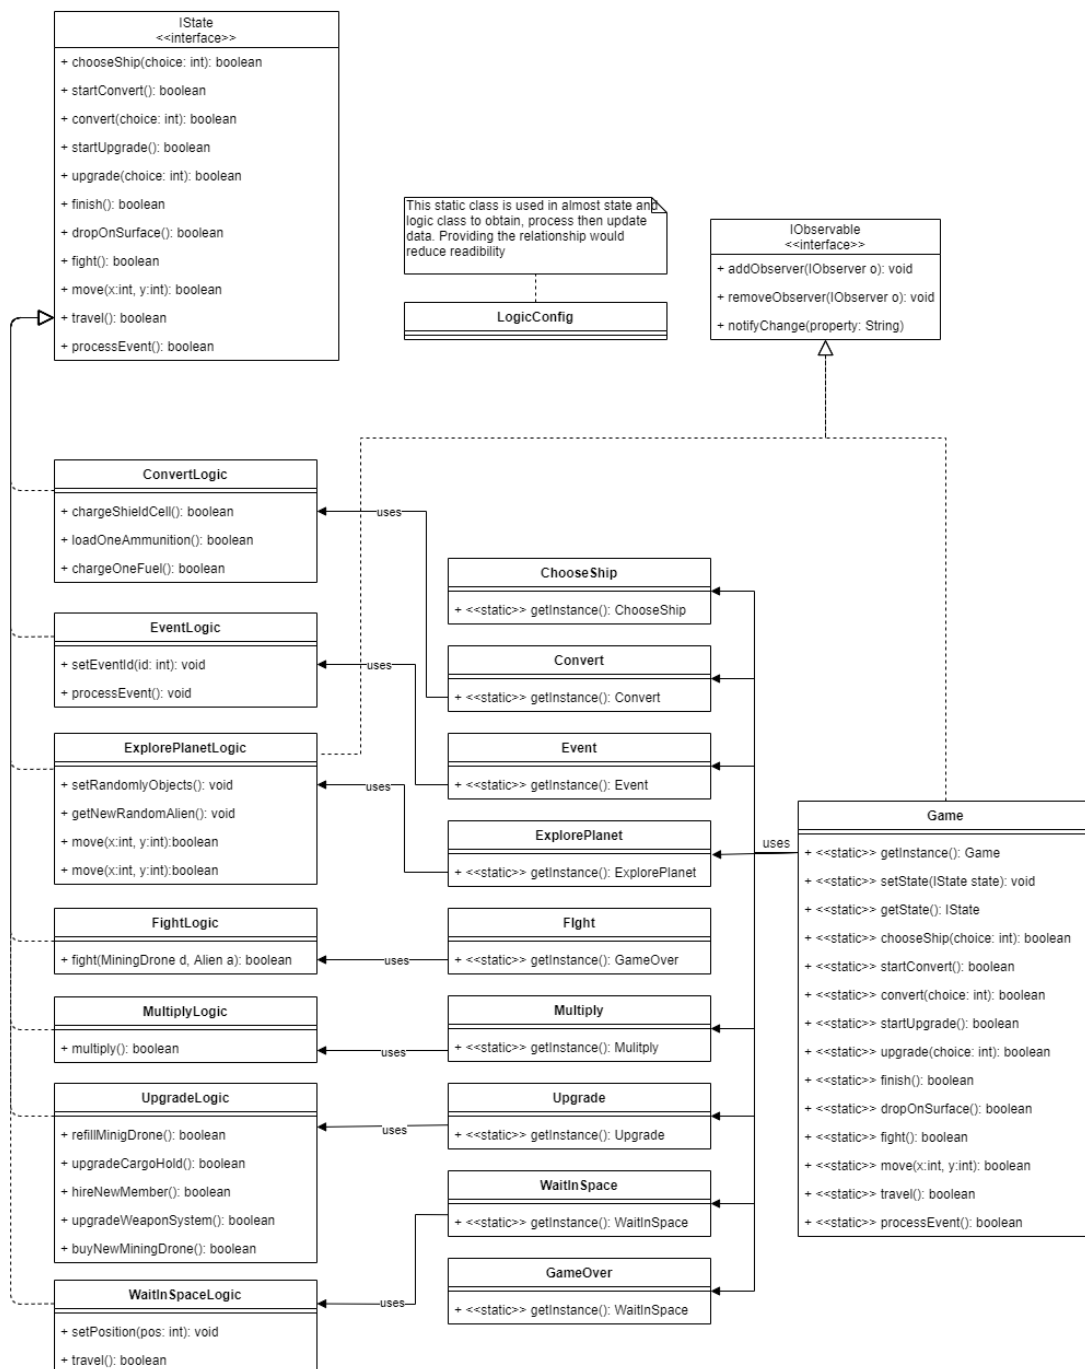 IState
<<interface>>
+ chooseShip(choice: int): boolean
+ startConvert(): boolean
+ convert(choice: int): boolean
+ startUpgrade(): boolean
+ upgrade(choice: int): boolean
+ finish(): boolean
+ dropOnSurface(): boolean
+ fight(): boolean
+ move(x:int, y:int): boolean
+ travel(): boolean
+ processEvent(): boolean
This static class is used in almost state and
logic class to obtain, process then update
data. Providing the relationship would
reduce readibility
LogicConfig
IObservable
<<interface>>
+ addObserver(IObserver o): void
+ removeObserver(IObserver o): void
+ notifyChange(property: String)
ConvertLogic
+ chargeShieldCell(): boolean
+ loadOneAmmunition(): boolean
+ chargeOneFuel(): boolean
EventLogic
+ setEventId(id: int): void
+ processEvent(): void
ExplorePlanetLogic
+ setRandomlyObjects(): void
+ getNewRandomAlien(): void
+ move(x:int, y:int):boolean
+ move(x:int, y:int):boolean
FightLogic
+ fight(MiningDrone d, Alien a): boolean
MultiplyLogic
+ multiply(): boolean
UpgradeLogic
+ refillMinigDrone(): boolean
+ upgradeCargoHold(): boolean
+ hireNewMember(): boolean
+ upgradeWeaponSystem(): boolean
+ buyNewMiningDrone(): boolean
WaitInSpaceLogic
+ setPosition(pos: int): void
+ travel(): boolean
uses
uses
uses
uses
uses
uses
uses
ChooseShip
+ <<static>> getInstance(): ChooseShip
Convert
+ <<static>> getInstance(): Convert
Event
+ <<static>> getInstance(): Event
ExplorePlanet
+ <<static>> getInstance(): ExplorePlanet
FIght
+ <<static>> getInstance(): GameOver
Multiply
+ <<static>> getInstance(): Mulitply
Upgrade
+ <<static>> getInstance(): Upgrade
WaitInSpace
+ <<static>> getInstance(): WaitInSpace
GameOver
+ <<static>> getInstance(): WaitInSpace
uses
Game
+ <<static>> getInstance(): Game
+ <<static>> setState(IState state): void
+ <<static>> getState(): IState
+ <<static>> chooseShip(choice: int): boolean
+ <<static>> startConvert(): boolean
+ <<static>> convert(choice: int): boolean
+ <<static>> startUpgrade(): boolean
+ <<static>> upgrade(choice: int): boolean
+ <<static>> finish(): boolean
+ <<static>> dropOnSurface(): boolean
+ <<static>> fight(): boolean
+ <<static>> move(x:int, y:int): boolean
+ <<static>> travel(): boolean
+ <<static>> processEvent(): boolean